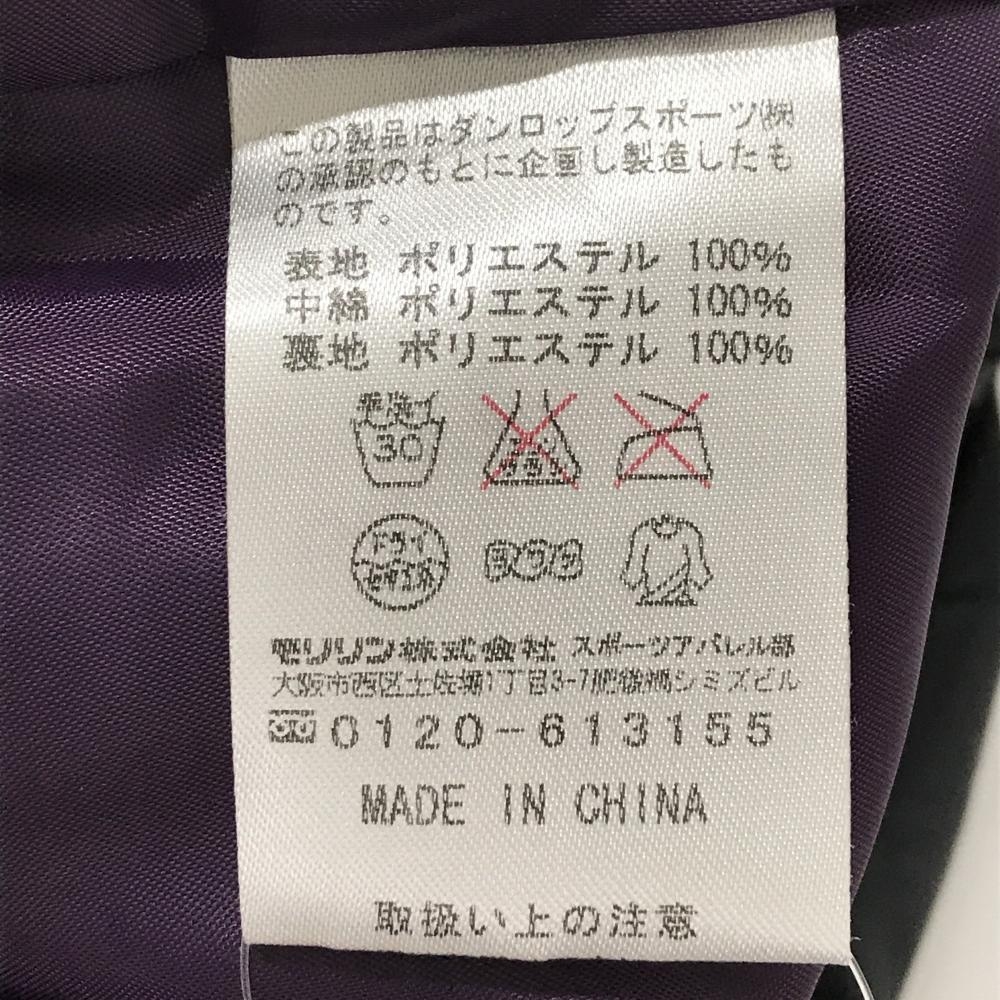 この製品はダンロップスポーツ㈱
の承認のもとに企画し製造したも
のです。
表地 ポリエステル 100%
中綿 ポリエステル 100%
裏地 ポリエステル 100%
手洗イ
30
ドライ
モリリン株式会社 スポーツアパレル部
大阪市西区土佐堀1丁目3-7肥後橋シミズビル
0120-613155
MADE IN CHINA
取扱い上の注意